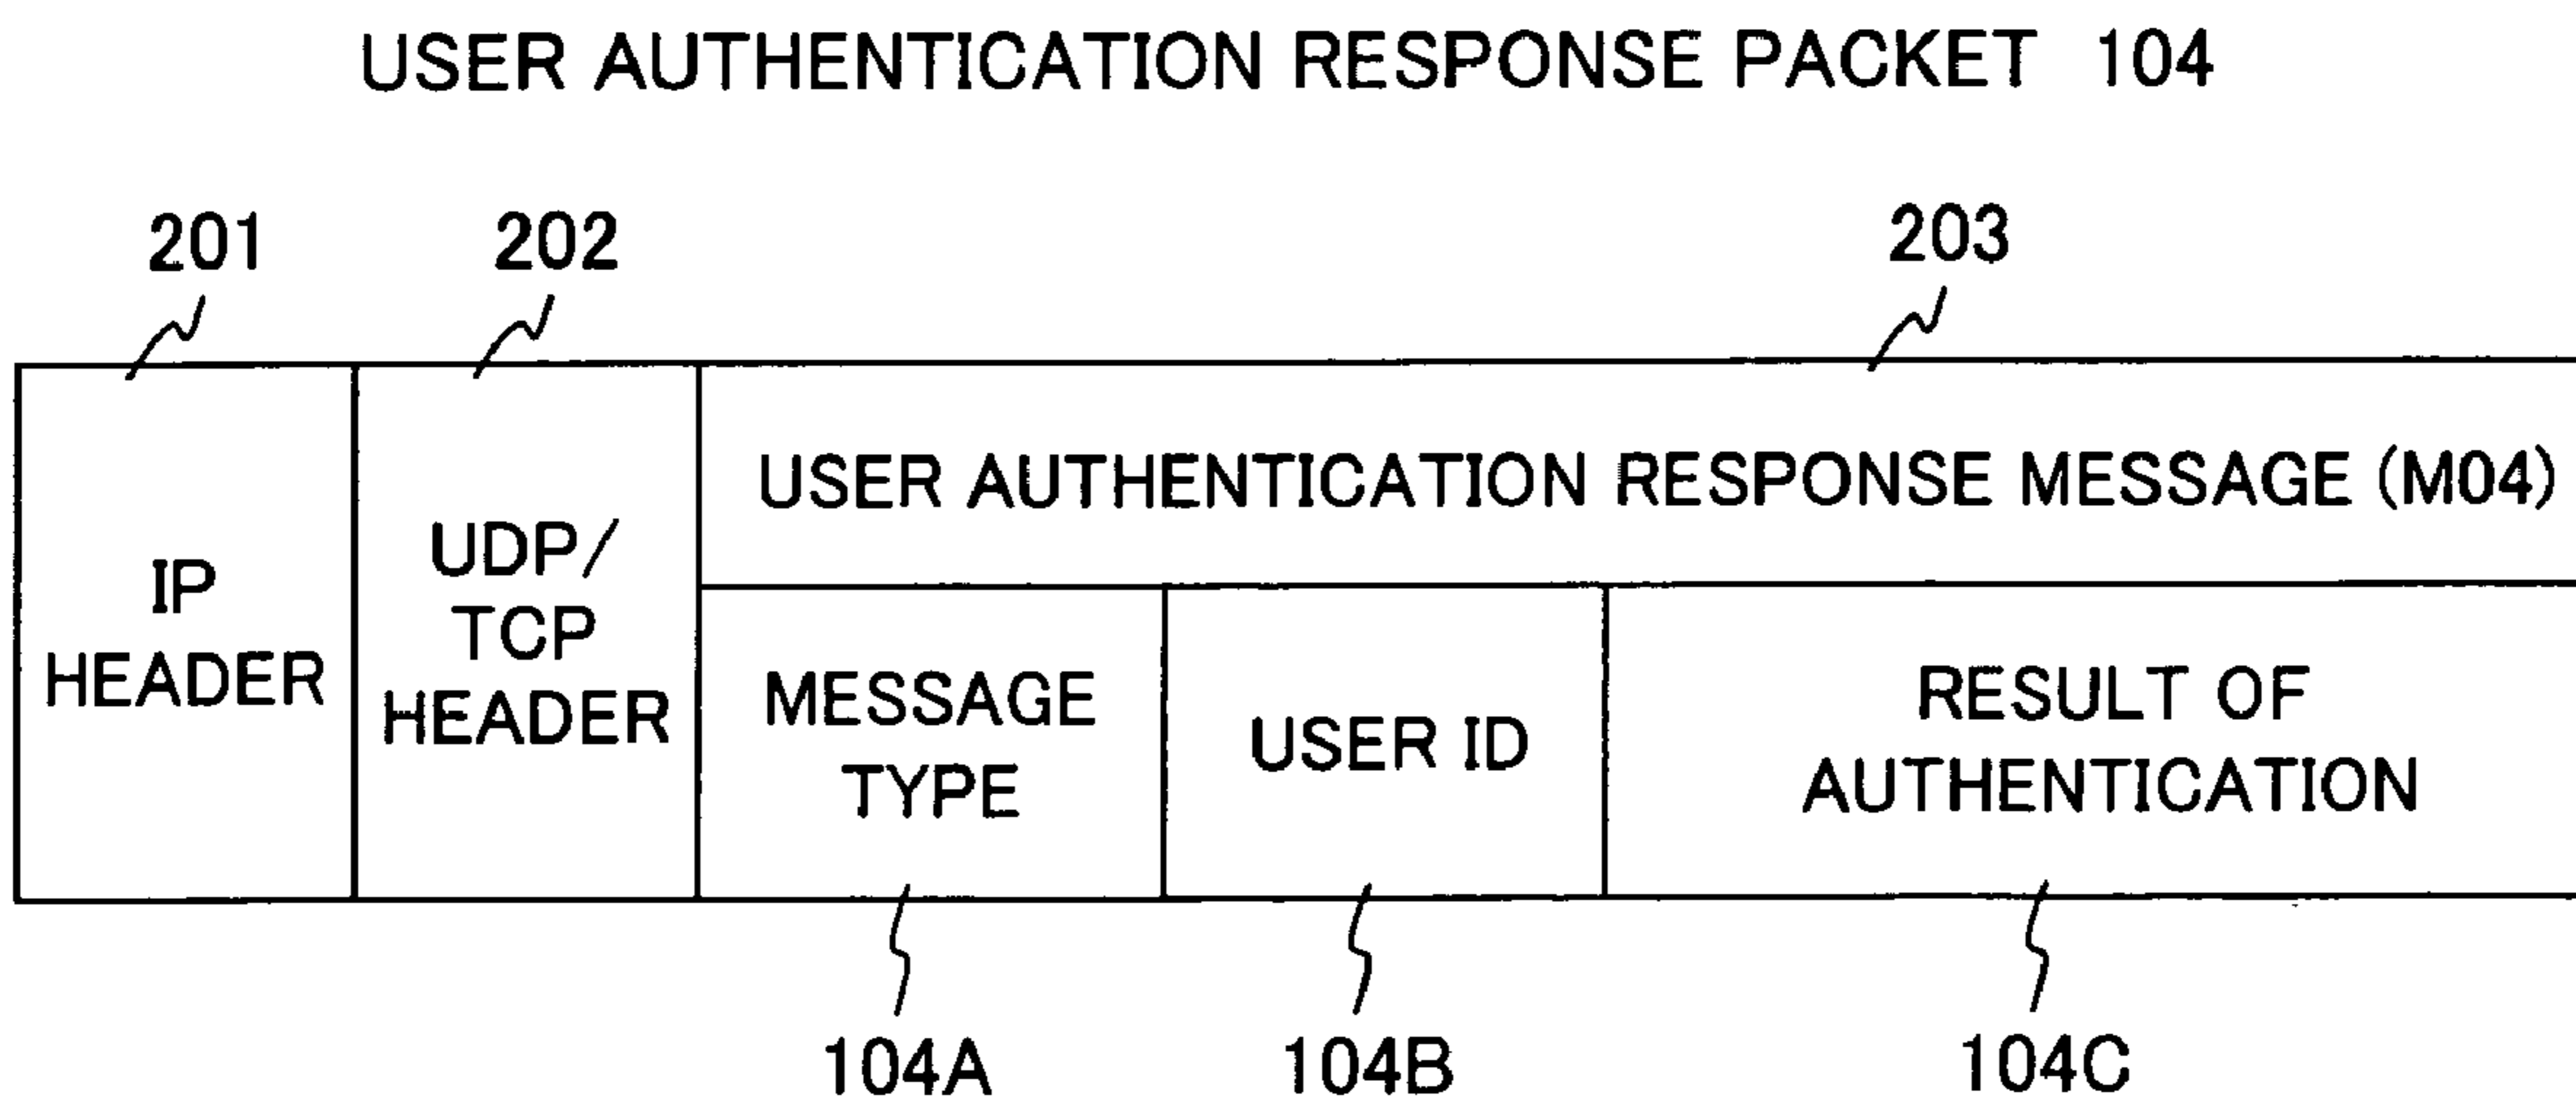 USER AUTHENTICATION RESPONSE PACKET 104
201
202
203
IP
HEADER
UDP/
TCP
HEADER
USER AUTHENTICATION RESPONSE MESSAGE (M04)
MESSAGE
TYPE
USER ID
RESULT OF
AUTHENTICATION
104A
104B
104C